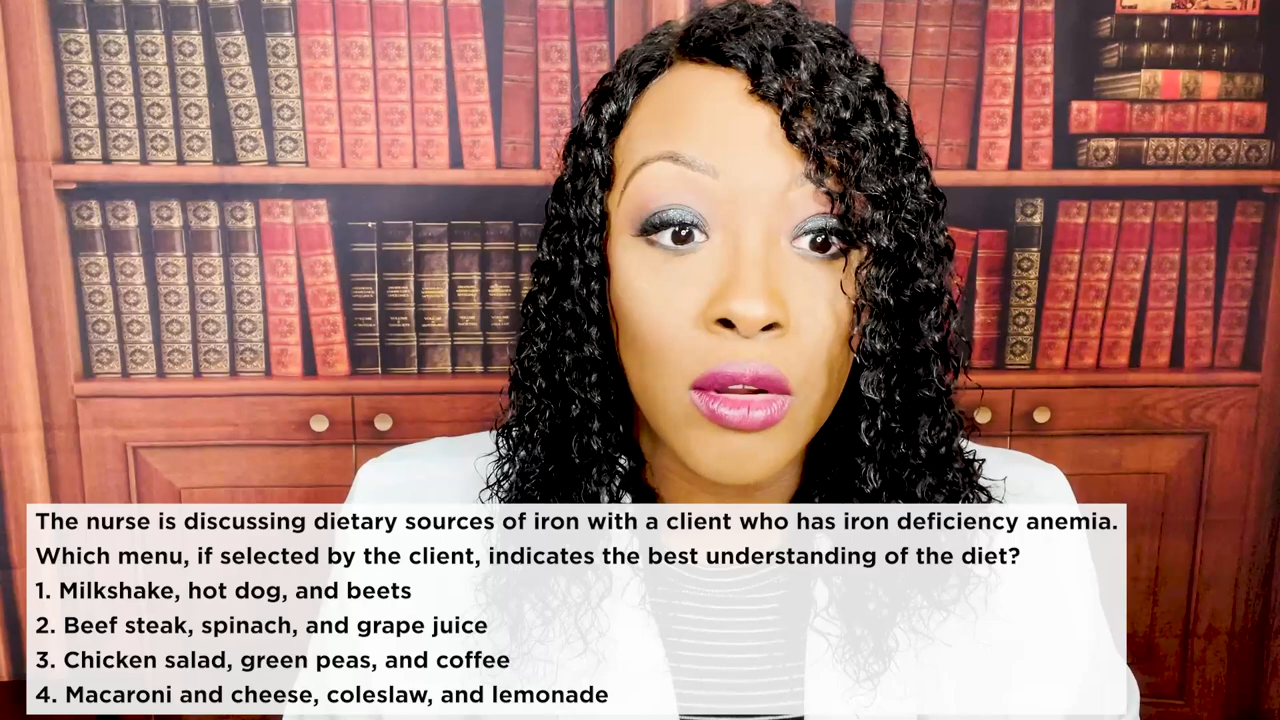 The nurse is discussing dietary sources of iron with a client who has iron deficiency anemia.
Which menu, if selected by the client, indicates the best understanding of the diet?
1. Milkshake, hot dog, and beets
2. Beef steak, spinach, and grape juice
3. Chicken salad, green peas, and coffee
4. Macaroni and cheese, coleslaw, and lemonade